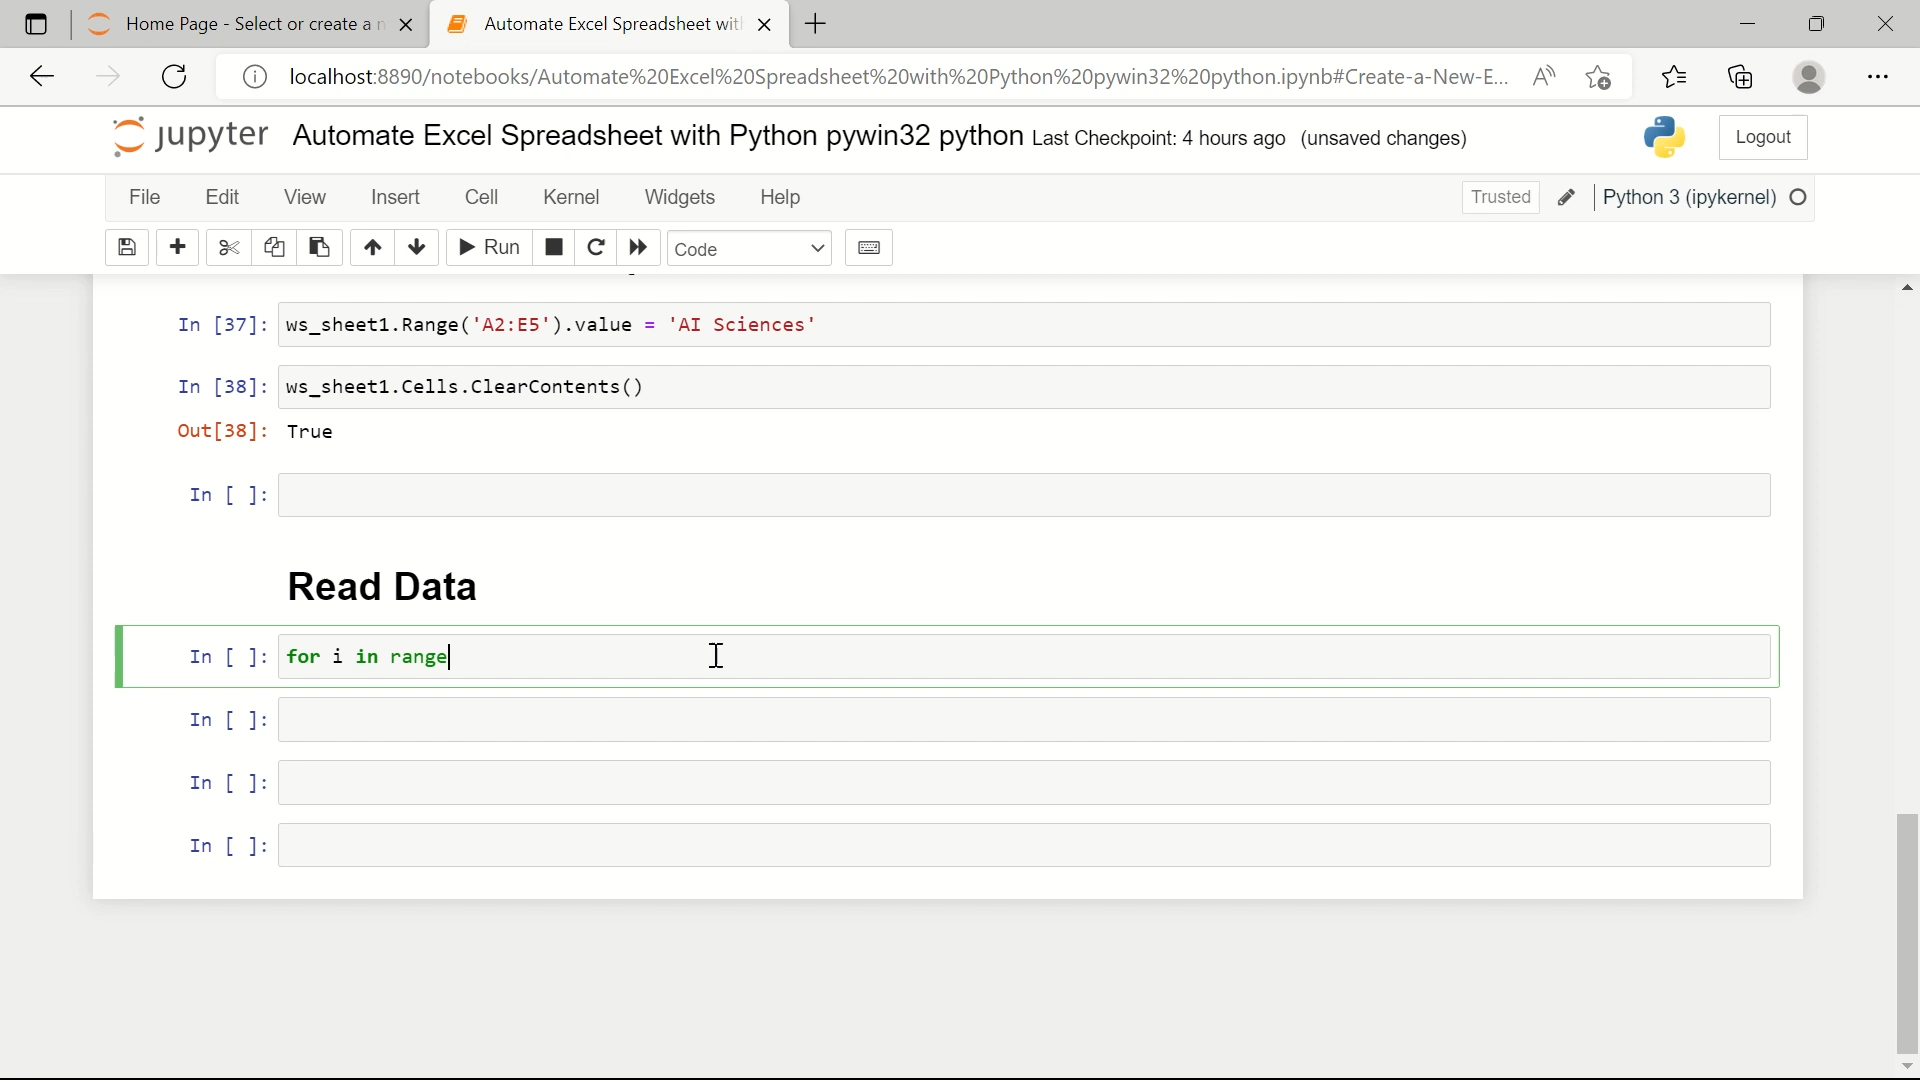 Home Page - Select or create a n
Automate Excel Spreadsheet wit
localhost:8890/notebooks/Automate%20Excel%20Spreadsheet%20with%20Python%20pywin32%20python.ipynb#Create-a-New-E...
jupyter Automate Excel Spreadsheet with Python pywin32 python Last Checkpoint: 4 hours ago (unsaved changes)
Logout
File Edit View Insert Cell Kernel Widgets Help
Trusted
Python 3 (ipykernel)
Run
Code
In [37]: ws_sheet1.Range('A2:E5').value = 'AI Sciences'
In [38]: ws_sheet1.Cells.ClearContents()
Out[38]: True
In [ ]:
Read Data
In [ ]: for i in range
In [ ]:
In [ ]:
In [ ]: